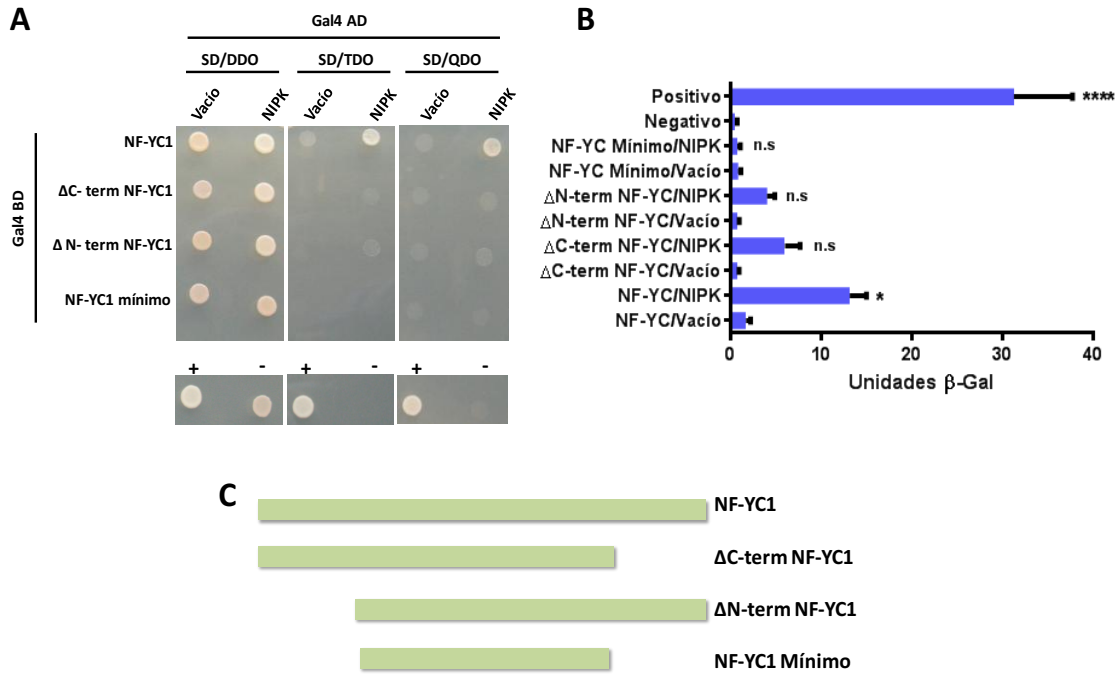 A
Gal4 AD
SD/DDO SD/TDO SD/QDO
Vacío NIPK Vacío NIPK Vacío NIPK
Gal4 BD
NF-YC1
ΔC- term NF-YC1
Δ N- term NF-YC1
NF-YC1 mínimo
+ - + - + -
B
Positivo ****
Negativo
NF-YC Mínimo/NIPK n.s
NF-YC Mínimo/Vacío
△N-term NF-YC/NIPK n.s
△N-term NF-YC/Vacío
△C-term NF-YC/NIPK n.s
△C-term NF-YC/Vacío
NF-YC/NIPK *
NF-YC/Vacío
0 10 20 30 40
Unidades β-Gal
C
NF-YC1
ΔC-term NF-YC1
ΔN-term NF-YC1
NF-YC1 Mínimo